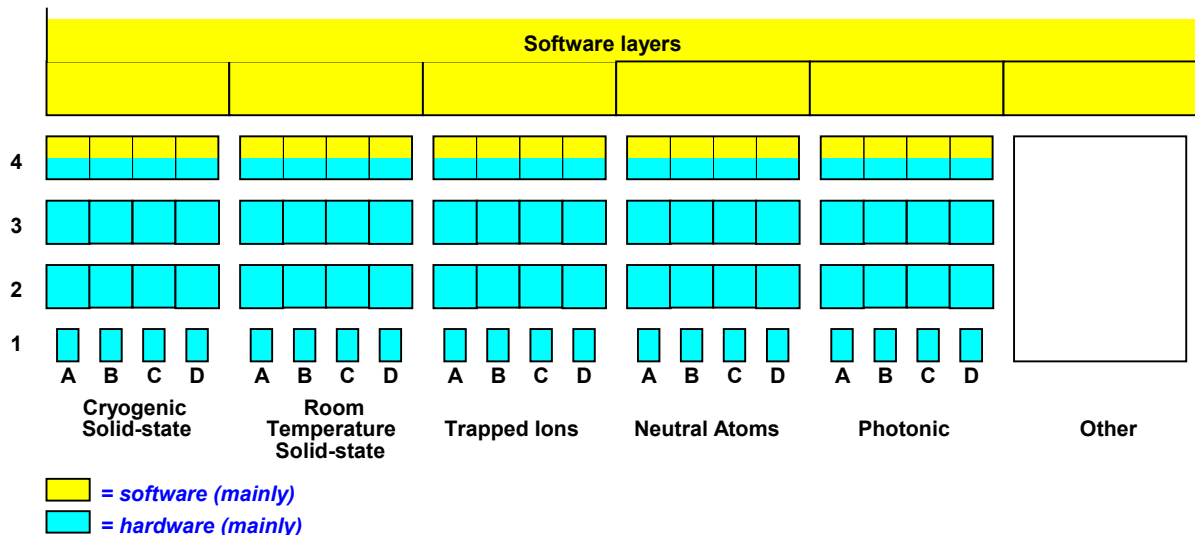 Software layers
4
3
2
1
A B C D A B C D A B C D A B C D A B C D
Cryogenic
Solid-state
Room
Temperature
Solid-state
Trapped Ions
Neutral Atoms
Photonic
Other
= software (mainly)
= hardware (mainly)